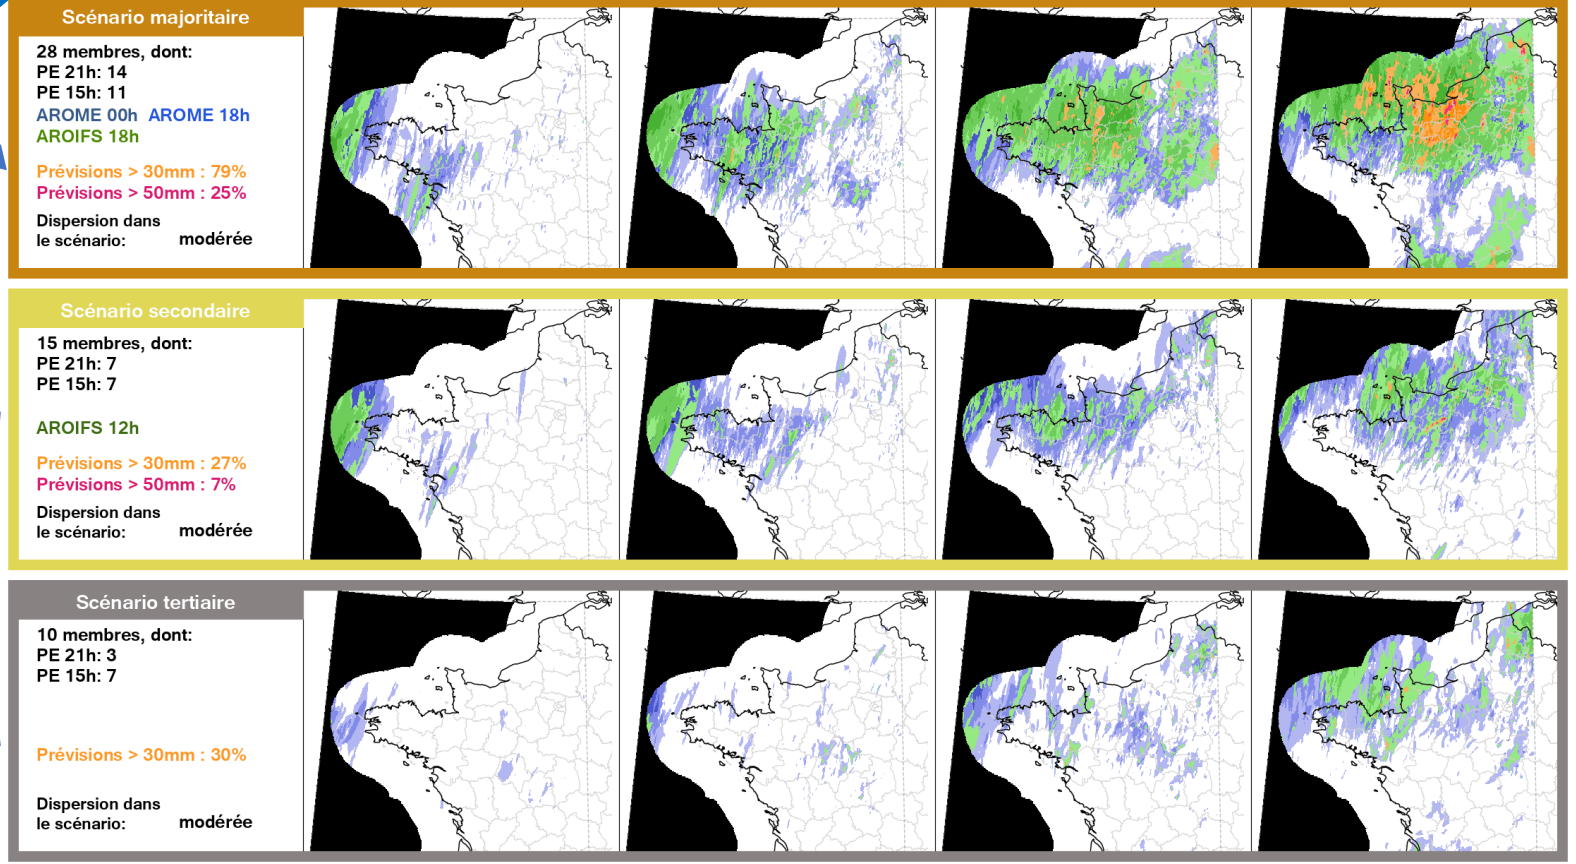 Scénario majoritaire
28 membres, dont:
PE 21h: 14
PE 15h: 11
AROME 00h AROME 18h
AROIFS 18h
Prévisions > 30mm : 79%
Prévisions > 50mm : 25%
Dispersion dans
le scénario: modérée
Scénario secondaire
15 membres, dont:
PE 21h: 7
PE 15h: 7
AROIFS 12h
Prévisions > 30mm : 27%
Prévisions > 50mm : 7%
Dispersion dans
le scénario: modérée
Scénario tertiaire
10 membres, dont:
PE 21h: 3
PE 15h: 7
Prévisions > 30mm : 30%
Dispersion dans
le scénario: modérée